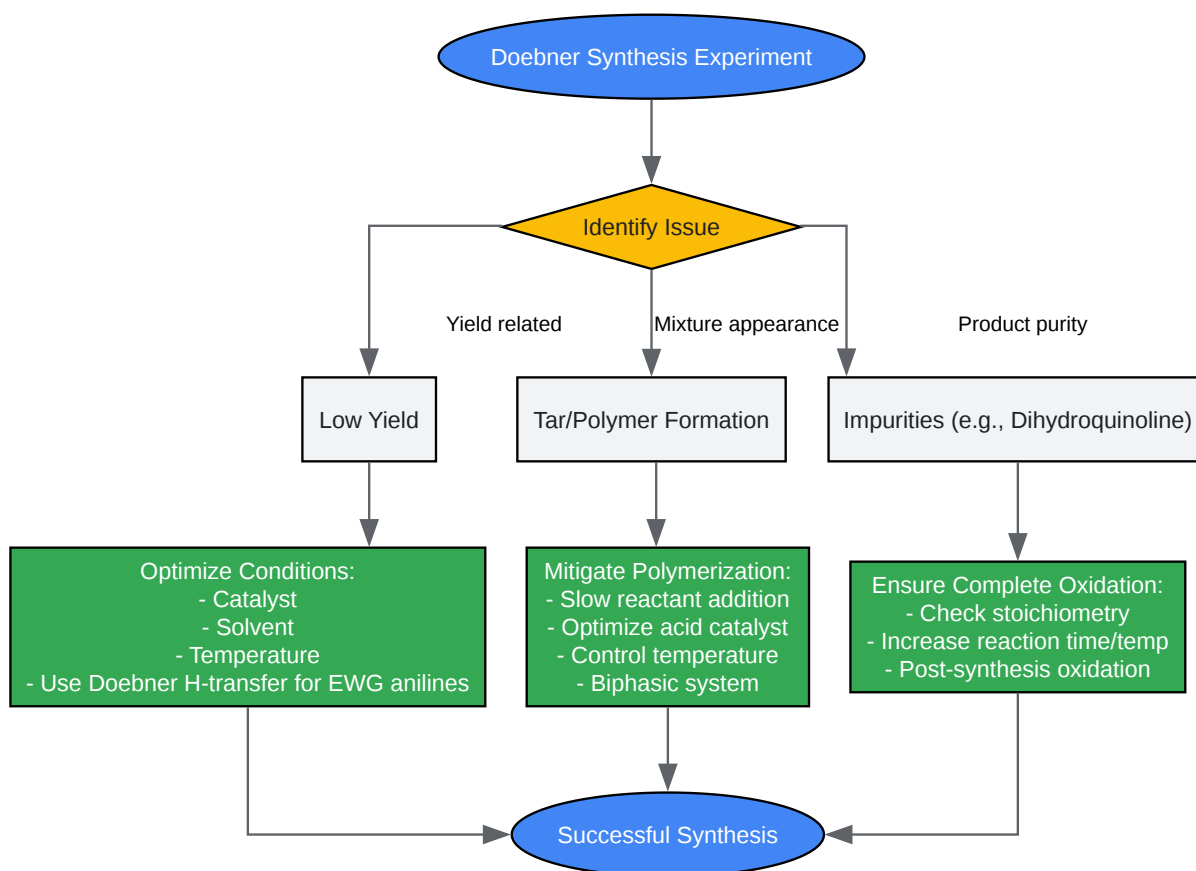 Doebner Synthesis Experiment
Identify Issue
Yield related
Mixture appearance
Product purity
Low Yield
Tar/Polymer Formation
Impurities (e.g., Dihydroquinoline)
Optimize Conditions:
- Catalyst
- Solvent
- Temperature
- Use Doebner H-transfer for EWG anilines
Mitigate Polymerization:
- Slow reactant addition
- Optimize acid catalyst
- Control temperature
- Biphasic system
Ensure Complete Oxidation:
- Check stoichiometry
- Increase reaction time/temp
- Post-synthesis oxidation
Successful Synthesis